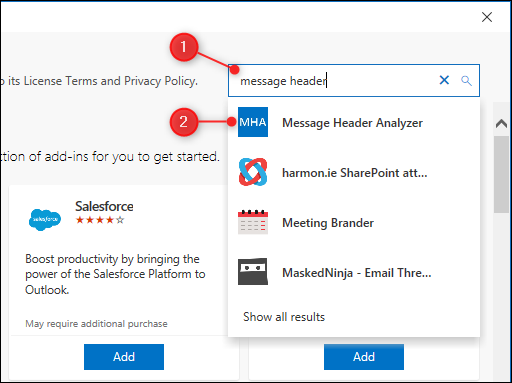 1
o its License Terms and Privacy Policy.
message header
2
MHA
Message Header Analyzer
ction of add-ins for you to get started.
harmon.ie SharePoint att...
Meeting Brander
MaskedNinja - Email Thre...
Show all results
salesforce
Salesforce
Boost productivity by bringing the
power of the Salesforce Platform to
Outlook.
May require additional purchase
Add
Add